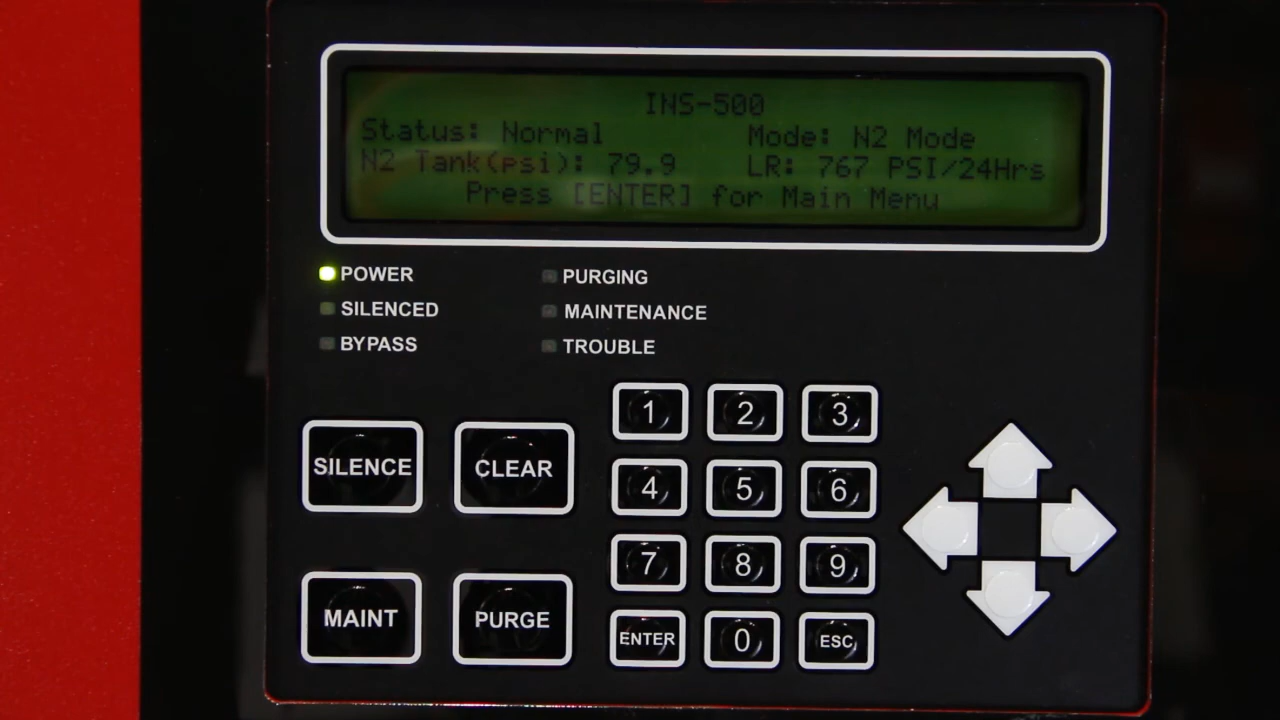 INS-500
Status: Normal Mode: N2 Mode
N2 Tank(psi): 79.9 LR: 767 PSI/24Hrs
Press [ENTER] for Main Menu
POWER PURGING
SILENCED MAINTENANCE
BYPASS TROUBLE
1 2 3
SILENCE CLEAR
4 5 6
7 8 9
MAINT PURGE
ENTER 0 ESC